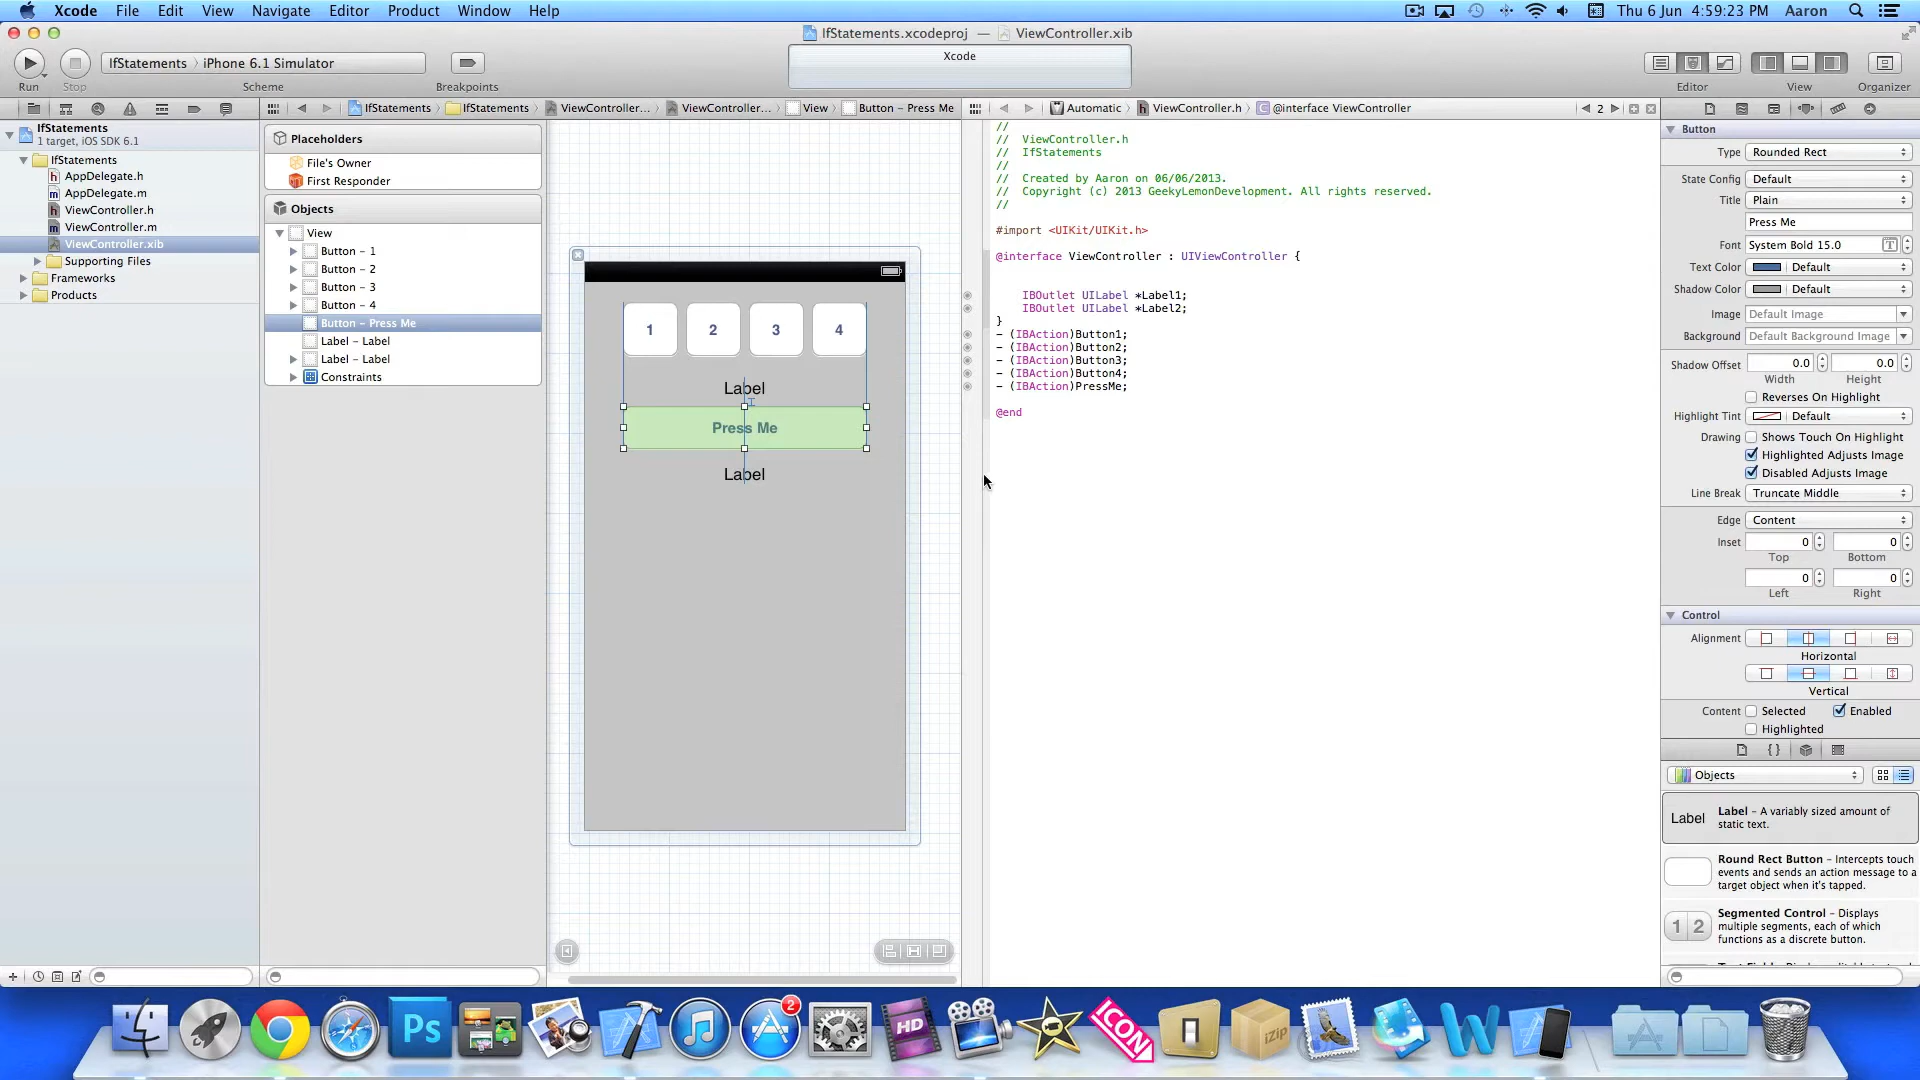 Xcode File Edit View Navigate Editor Product Window Help
Thu 6 Jun 4:59:23 PM Aaron
IfStatements.xcodeproj — ViewController.xib
IfStatements iPhone 6.1 Simulator
Xcode
Run Stop Scheme Breakpoints Editor View Organizer
IfStatements IfStatements ViewController... ViewController... View Button – Press Me
Automatic ViewController.h @interface ViewController 2
IfStatements
1 target, iOS SDK 6.1
IfStatements
AppDelegate.h
AppDelegate.m
ViewController.h
ViewController.m
ViewController.xib
Supporting Files
Frameworks
Products
Placeholders
File's Owner
First Responder
Objects
View
Button – 1
Button – 2
Button – 3
Button – 4
Button – Press Me
Label – Label
Label – Label
Constraints
1 2 3 4
Label
Press Me
Label
//
// ViewController.h
// IfStatements
//
// Created by Aaron on 06/06/2013.
// Copyright (c) 2013 GeekyLemonDevelopment. All rights reserved.
//
#import <UIKit/UIKit.h>
@interface ViewController : UIViewController {
IBOutlet UILabel *Label1;
IBOutlet UILabel *Label2;
}
- (IBAction)Button1;
- (IBAction)Button2;
- (IBAction)Button3;
- (IBAction)Button4;
- (IBAction)PressMe;
@end
Button
Type Rounded Rect
State Config Default
Title Plain
Press Me
Font System Bold 15.0 T
Text Color Default
Shadow Color Default
Image Default Image
Background Default Background Image
Shadow Offset 0.0 0.0
Width Height
Reverses On Highlight
Highlight Tint Default
Drawing Shows Touch On Highlight
Highlighted Adjusts Image
Disabled Adjusts Image
Line Break Truncate Middle
Edge Content
Inset 0 0
Top Bottom
0 0
Left Right
Control
Alignment
Horizontal
Vertical
Content Selected Enabled
Highlighted
{}
Objects
Label Label – A variably sized amount of
static text.
Round Rect Button – Intercepts touch
events and sends an action message to a
target object when it's tapped.
1 2 Segmented Control – Displays
multiple segments, each of which
functions as a discrete button.
Ps
2
HD
ICON
iZip
W